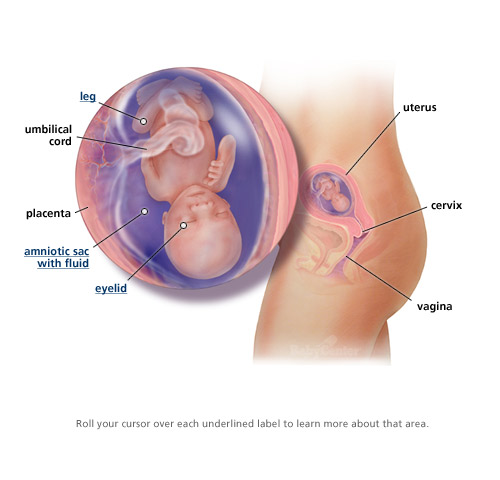 leg
umbilical
cord
placenta
amniotic sac
with fluid
eyelid
uterus
cervix
vagina
Roll your cursor over each underlined label to learn more about that area.